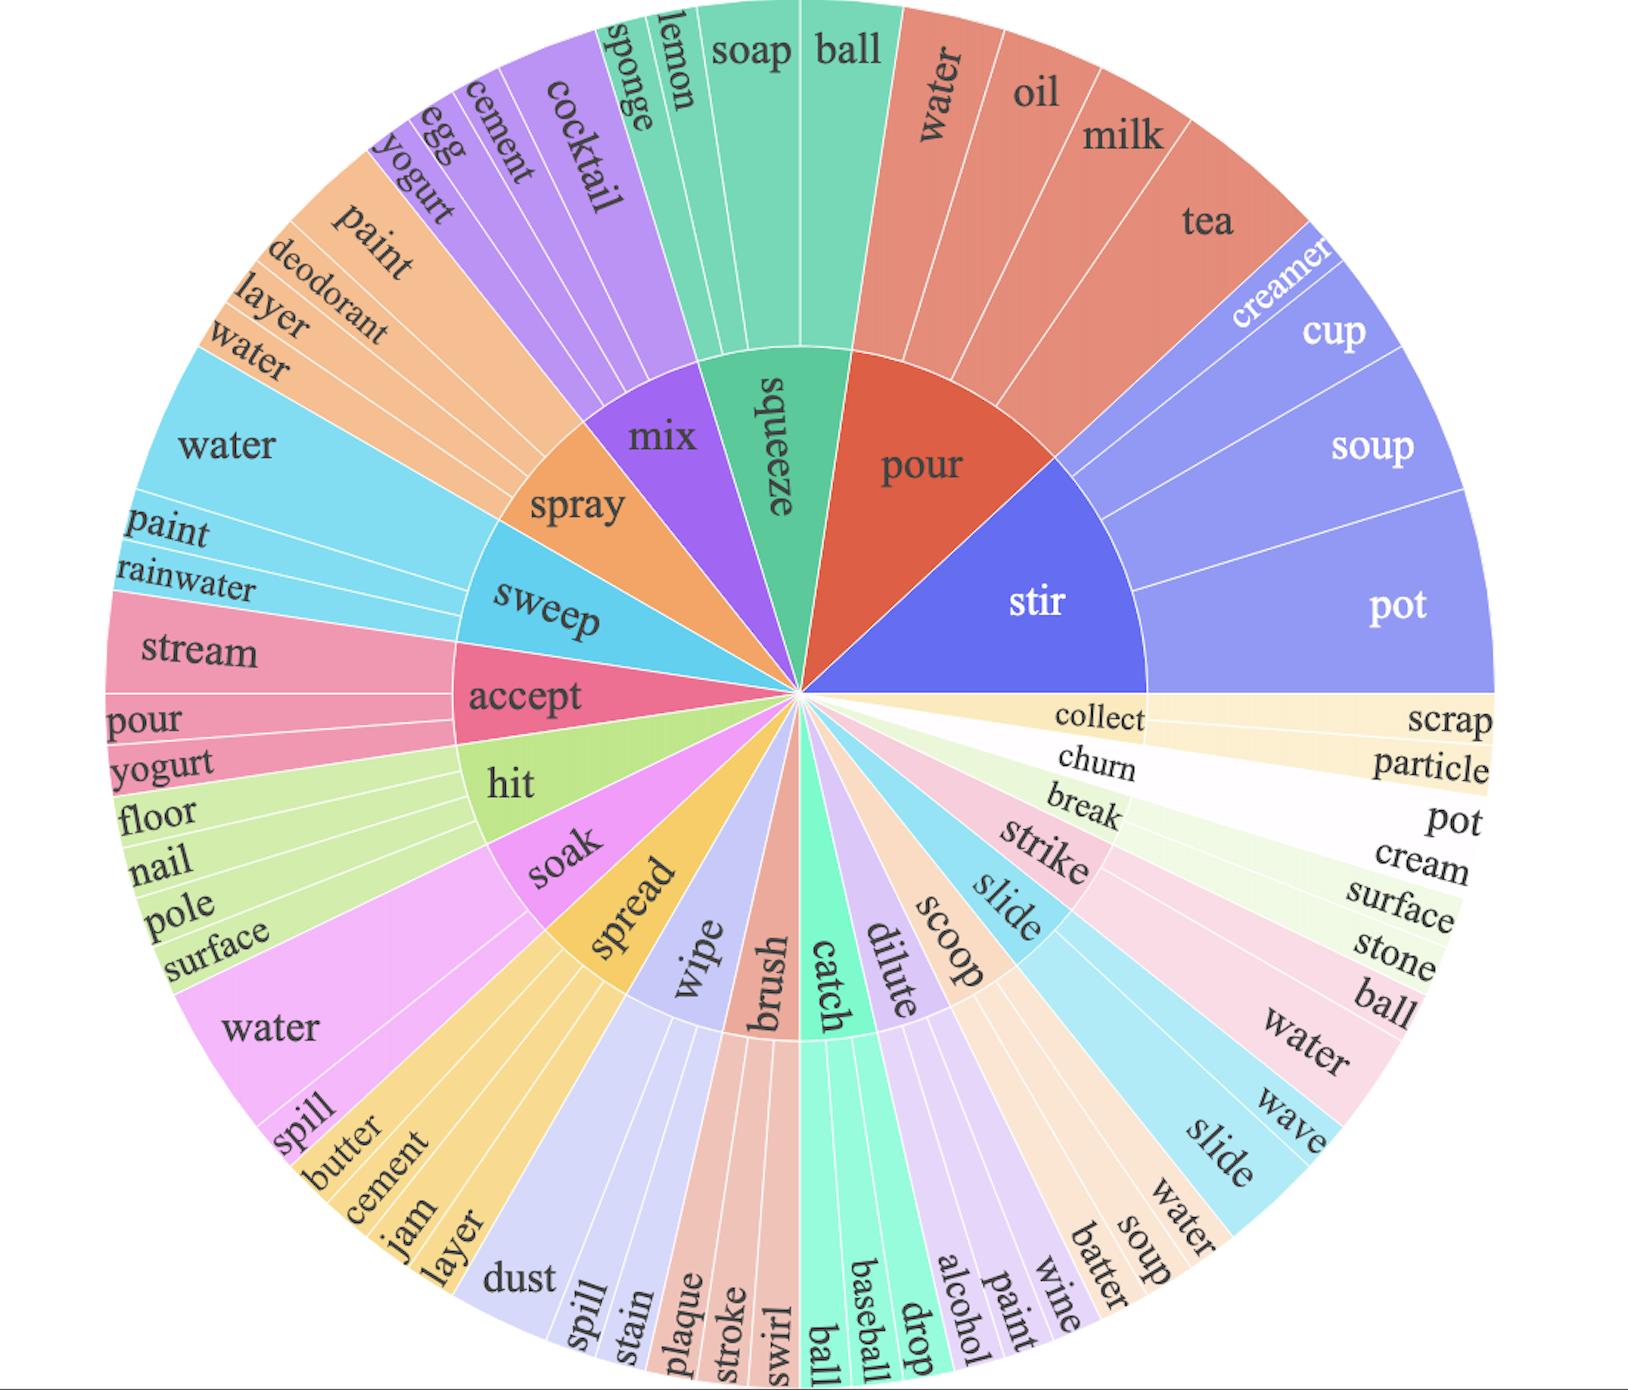 stir
pot
soup
cup
creamer
pour
tea
milk
oil
water
squeeze
ball
soap
lemon
sponge
mix
cocktail
cement
egg
yogurt
spray
paint
deodorant
layer
water
sweep
water
paint
rainwater
accept
stream
pour
yogurt
hit
floor
nail
pole
surface
soak
water
spill
spread
butter
cement
jam
layer
wipe
dust
spill
stain
brush
plaque
stroke
swirl
catch
ball
baseball
drop
dilute
alcohol
paint
wine
scoop
batter
soup
water
slide
slide
wave
strike
water
ball
break
stone
surface
churn
cream
pot
collect
particle
scrap